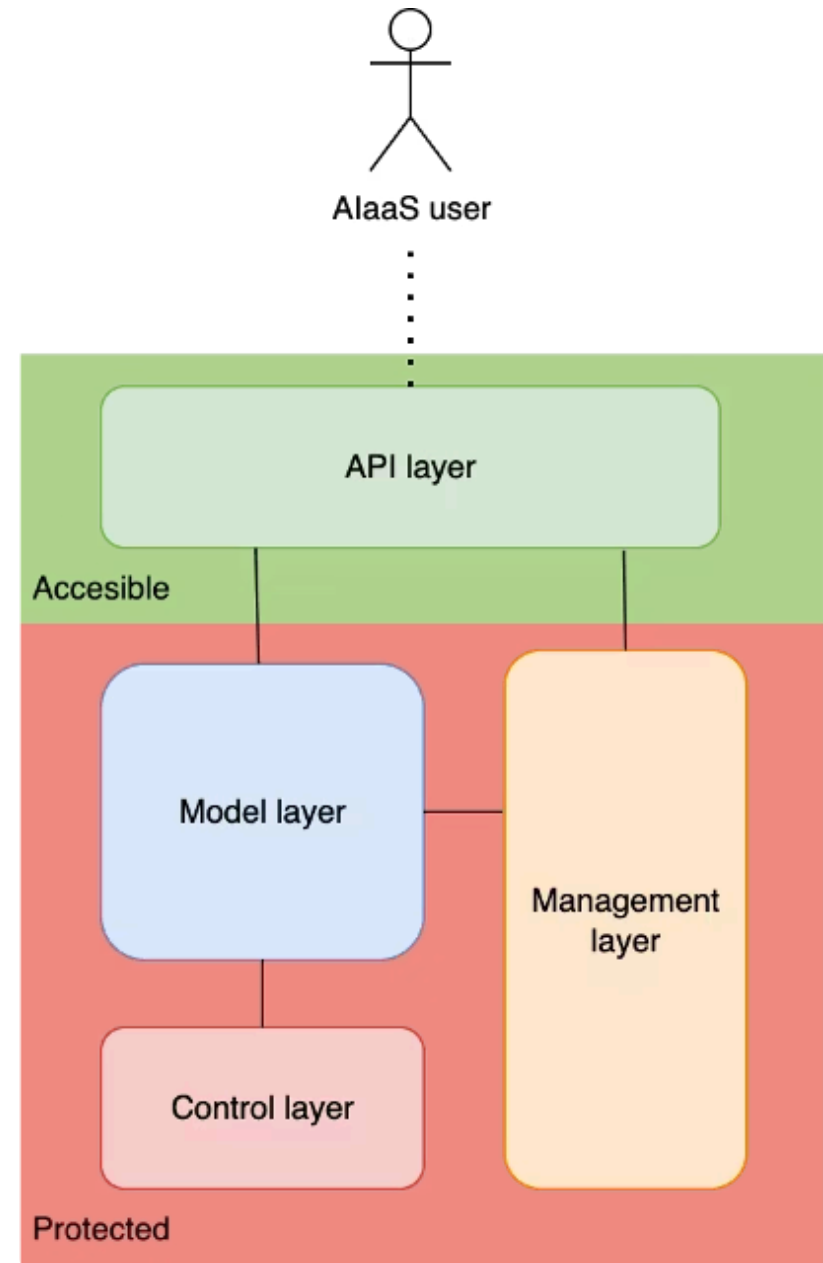 AIaaS user
API layer
Accesible
Model layer
Management
layer
Control layer
Protected